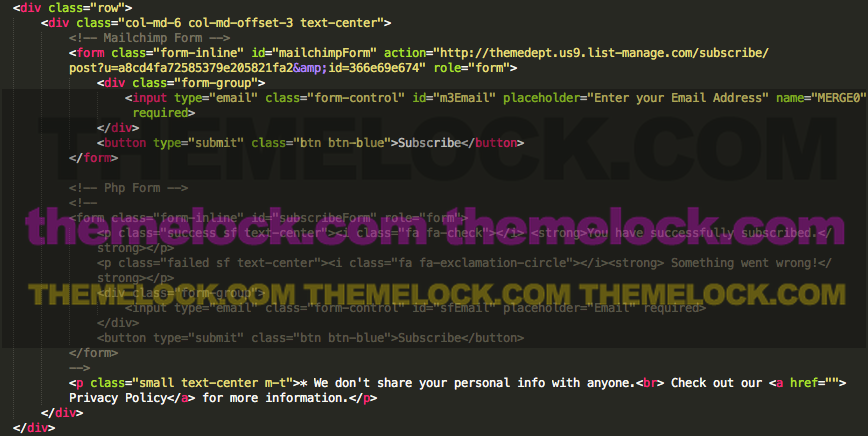 <div class="row">
<div class="col-md-6 col-md-offset-3 text-center">
<!-- Mailchimp Form -->
<form class="form-inline" id="mailchimpForm" action="http://themedept.us9.list-manage.com/subscribe/
post?u=a8cd4fa72585379e205821fa2&amp;id=366e69e674" role="form">
<div class="form-group">
<input type="email" class="form-control" id="m3Email" placeholder="Enter your Email Address" name="MERGE0"
required>
</div>
<button type="submit" class="btn btn-blue">Subscribe</button>
</form>
THEMELOCK.COM
<!-- Php Form -->
<!--
<form class="form-inline" id="subscribeForm" role="form">
<p class="success sf text-center"><i class="fa fa-check"></i> <strong>You have successfully subscribed.</
strong></p>
themelock.com themelock.com
<p class="failed sf text-center"><i class="fa fa-exclamation-circle"></i><strong> Something went wrong!</
strong></p>
<div class="form-group">
THEMELOCK.COM THEMELOCK.COM THEMELOCK.COM
<input type="email" class="form-control" id="sfEmail" placeholder="Email" required>
</div>
<button type="submit" class="btn btn-blue">Subscribe</button>
</form>
-->
<p class="small text-center m-t">* We don't share your personal info with anyone.<br> Check out our <a href="">
Privacy Policy</a> for more information.</p>
</div>
</div>